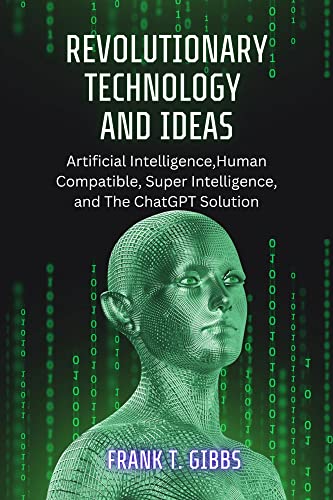 REVOLUTIONARY
TECHNOLOGY
AND IDEAS
Artificial Intelligence,Human
Compatible, Super Intelligence,
and The ChatGPT Solution
FRANK T. GIBBS